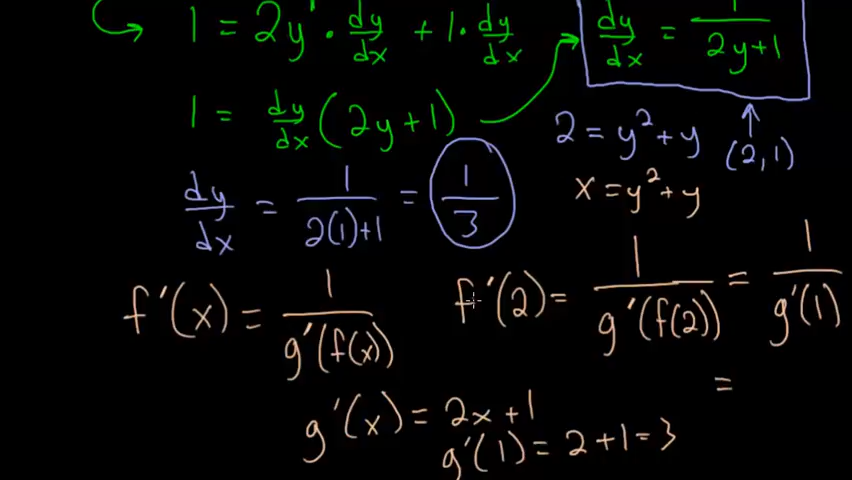 1 = 2y' · dy/dx + 1 · dy/dx
dy/dx = 1/(2y+1)
1 = dy/dx (2y+1)
2 = y² + y
(2,1)
x = y² + y
dy/dx = 1/(2(1)+1) = 1/3
f'(x) = 1/(g'(f(x))
f'(2) = 1/(g'(f(2)) = 1/g'(1)
=
g'(x) = 2x + 1
g'(1) = 2 + 1 = 3